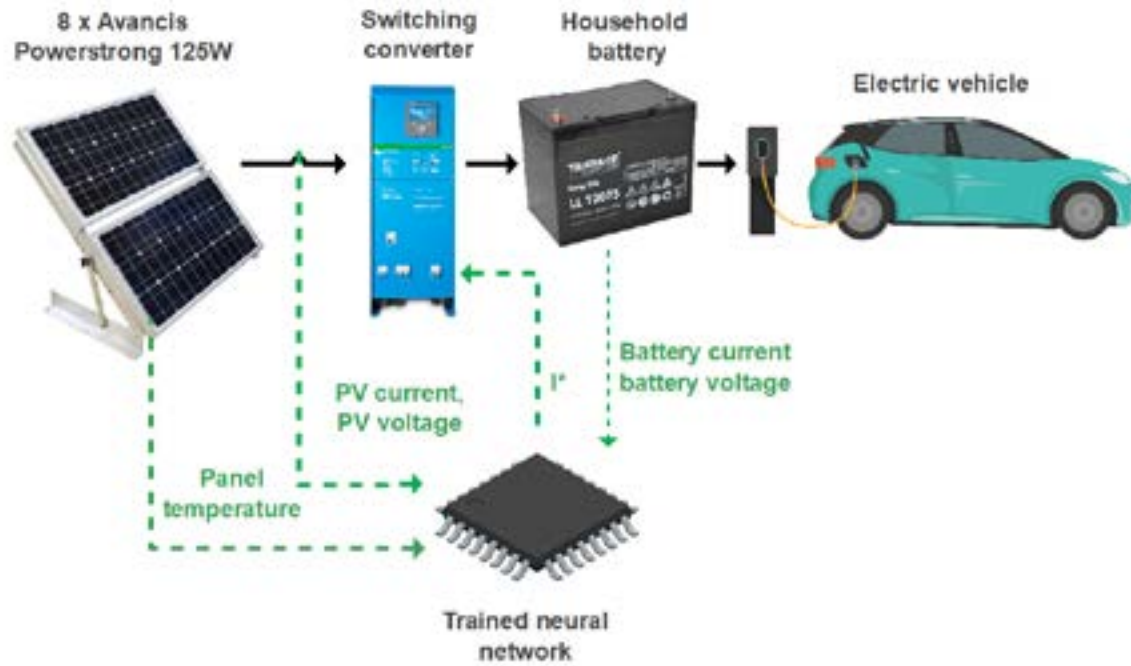 8 x Avancis
Powerstrong 125W
Switching
converter
Household
battery
Electric vehicle
PV current,
PV voltage
I*
Battery current
battery voltage
Panel
temperature
Trained neural
network